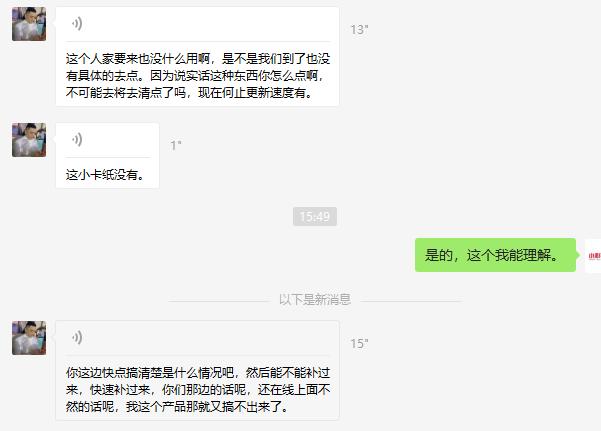 13"
这个人家要来也没什么用啊，是不是我们到了也没
有具体的去点。因为说实话这种东西你怎么点啊，
不可能去将去清点了吗，现在何止更新速度有。
1"
这小卡纸没有。
15:49
是的，这个我能理解。
以下是新消息
15"
你这边快点搞清楚是什么情况吧，然后能不能补过
来，快速补过来，你们那边的话呢，还在线上面不
然的话呢，我这个产品那就又搞不出来了。